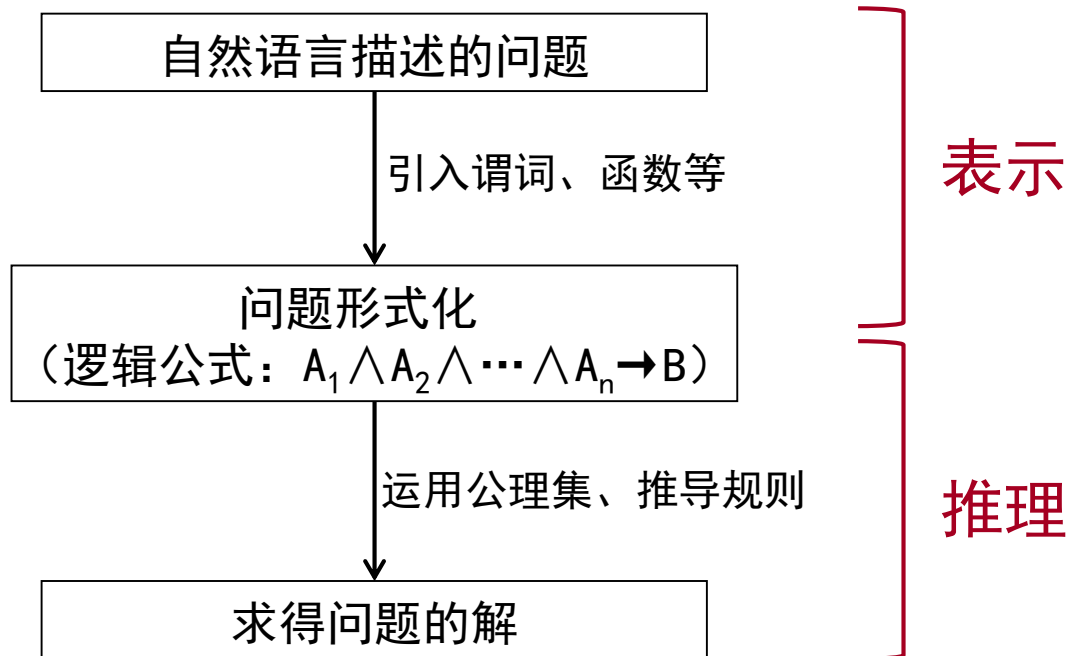 自然语言描述的问题
引入谓词、函数等
表示
问题形式化
（逻辑公式：A₁∧A₂∧…∧Aₙ→B）
运用公理集、推导规则
推理
求得问题的解